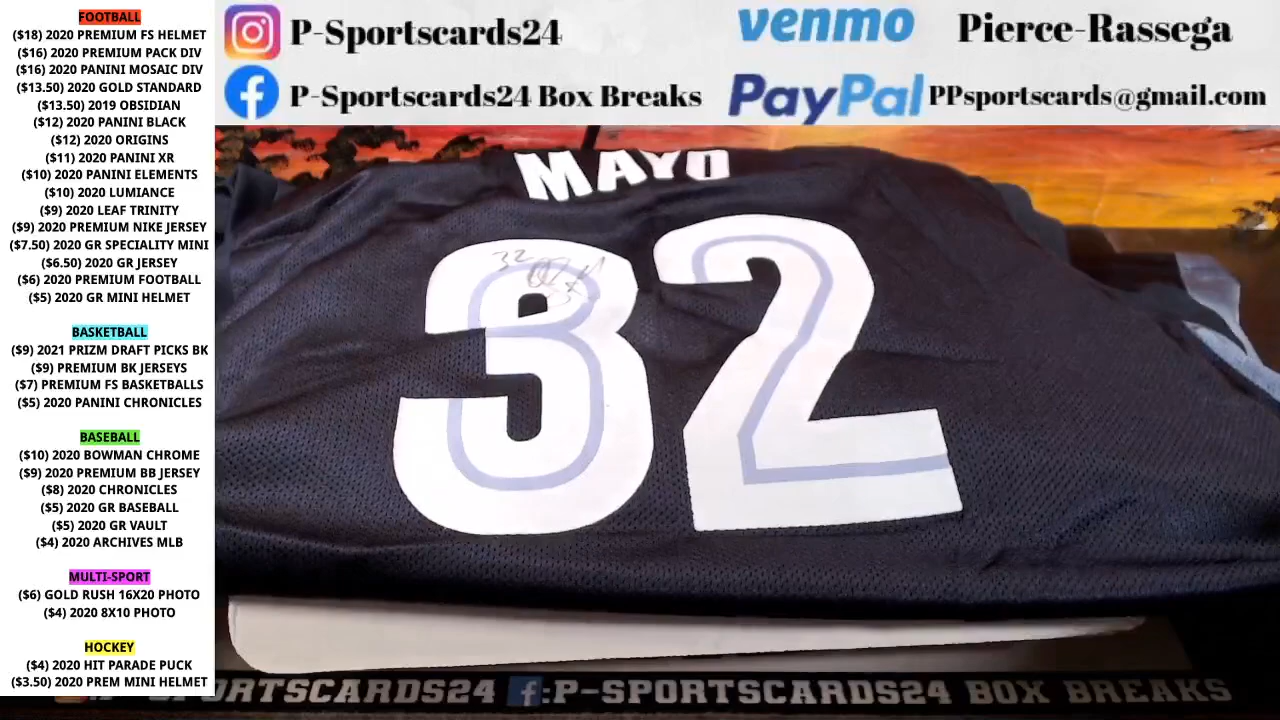 FOOTBALL
($18) 2020 PREMIUM FS HELMET
($16) 2020 PREMIUM PACK DIV
($16) 2020 PANINI MOSAIC DIV
($13.50) 2020 GOLD STANDARD
($13.50) 2019 OBSIDIAN
($12) 2020 PANINI BLACK
($12) 2020 ORIGINS
($11) 2020 PANINI XR
($10) 2020 PANINI ELEMENTS
($10) 2020 LUMIANCE
($9) 2020 LEAF TRINITY
($9) 2020 PREMIUM NIKE JERSEY
($7.50) 2020 GR SPECIALITY MINI
($6.50) 2020 GR JERSEY
($6) 2020 PREMIUM FOOTBALL
($5) 2020 GR MINI HELMET
BASKETBALL
($9) 2021 PRIZM DRAFT PICKS BK
($9) PREMIUM BK JERSEYS
($7) PREMIUM FS BASKETBALLS
($5) 2020 PANINI CHRONICLES
BASEBALL
($10) 2020 BOWMAN CHROME
($9) 2020 PREMIUM BB JERSEY
($8) 2020 CHRONICLES
($5) 2020 GR BASEBALL
($5) 2020 GR VAULT
($4) 2020 ARCHIVES MLB
MULTI-SPORT
($6) GOLD RUSH 16X20 PHOTO
($4) 2020 8X10 PHOTO
HOCKEY
($4) 2020 HIT PARADE PUCK
($3.50) 2020 PREM MINI HELMET
P-Sportscards24
P-Sportscards24 Box Breaks
venmo Pierce-Rassega
PayPal PPsportscards@gmail.com
MAYO
32
32
:P-SPORTSCARDS24 BOX BREAKS